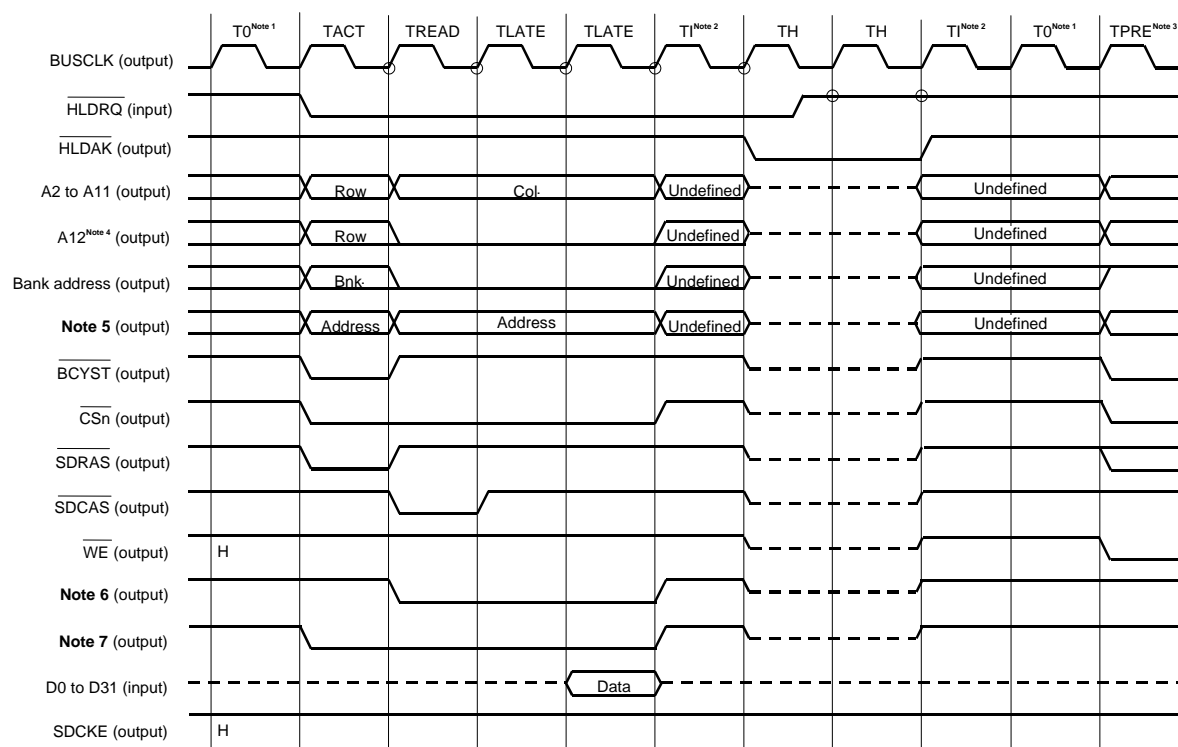 T0Note 1 TACT TREAD TLATE TLATE TINote 2 TH TH TINote 2 T0Note 1 TPRENote 3
BUSCLK (output)
HLDRQ (input)
HLDAK (output)
A2 to A11 (output) Row Col. Undefined Undefined
A12Note 4 (output) Row Undefined Undefined
Bank address (output) Bnk. Undefined Undefined
Note 5 (output) Address Address Undefined Undefined
BCYST (output)
CSn (output)
SDRAS (output)
SDCAS (output)
WE (output) H
Note 6 (output)
Note 7 (output)
D0 to D31 (input) Data
SDCKE (output) H